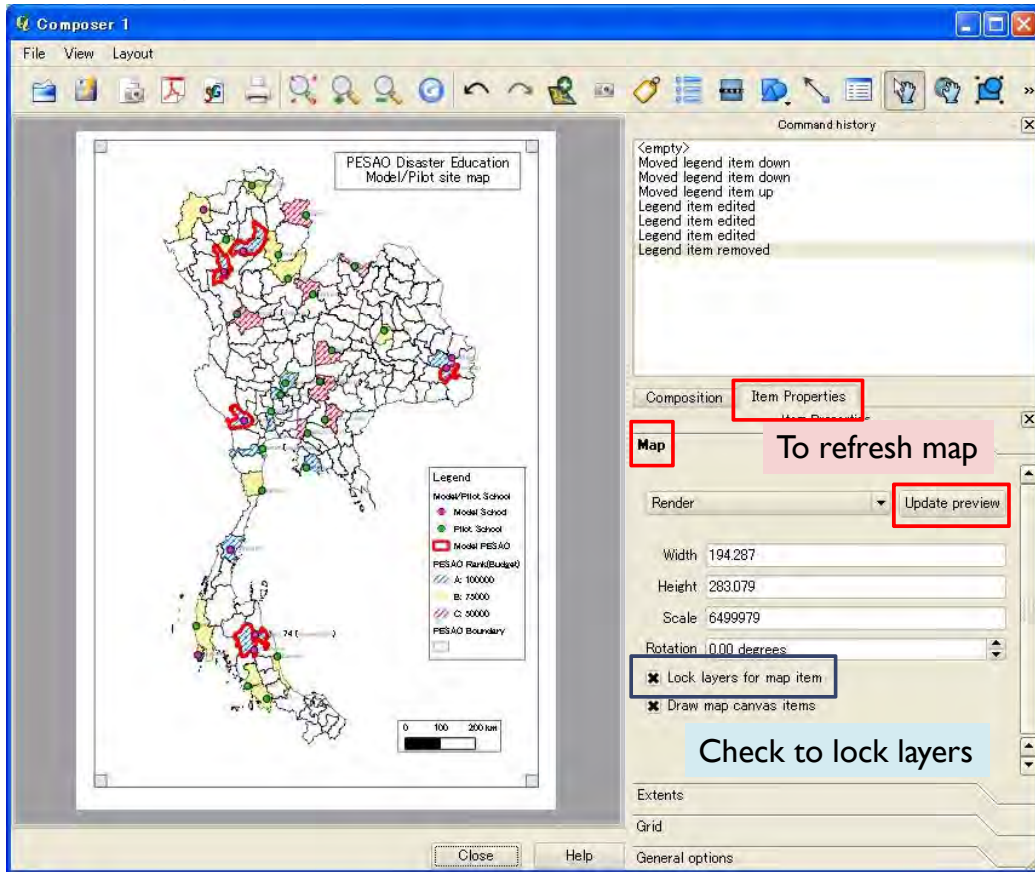 Composer 1
File View Layout
Command history
PESAO Disaster Education
Model/Pilot site map
<empty>
Moved legend item down
Moved legend item down
Moved legend item up
Legend item edited
Legend item edited
Legend item edited
Legend item removed
Composition Item Properties
Map
To refresh map
Render Update preview
Width 194.287
Height 283.079
Scale 6499979
Rotation 0.00 degrees
Lock layers for map item
Draw map canvas items
Check to lock layers
Extents
Grid
General options
Legend
Model/Pilot School
Model School
Pilot School
Model PESAO
PESAO Rank(Budget)
A: 100000
B: 75000
C: 50000
PESAO Boundary
74
0 100 200 km
Close Help